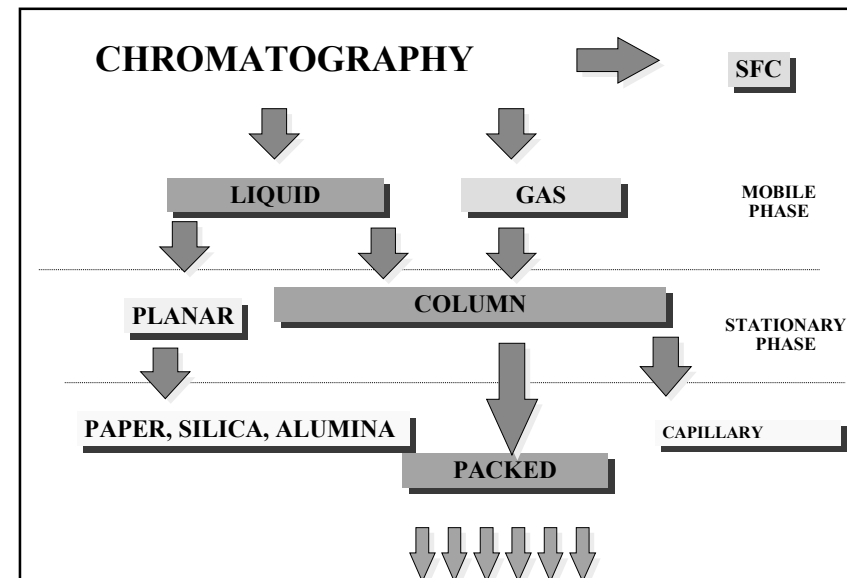 CHROMATOGRAPHY
SFC
LIQUID
GAS
MOBILE
PHASE
PLANAR
COLUMN
STATIONARY
PHASE
PAPER, SILICA, ALUMINA
CAPILLARY
PACKED